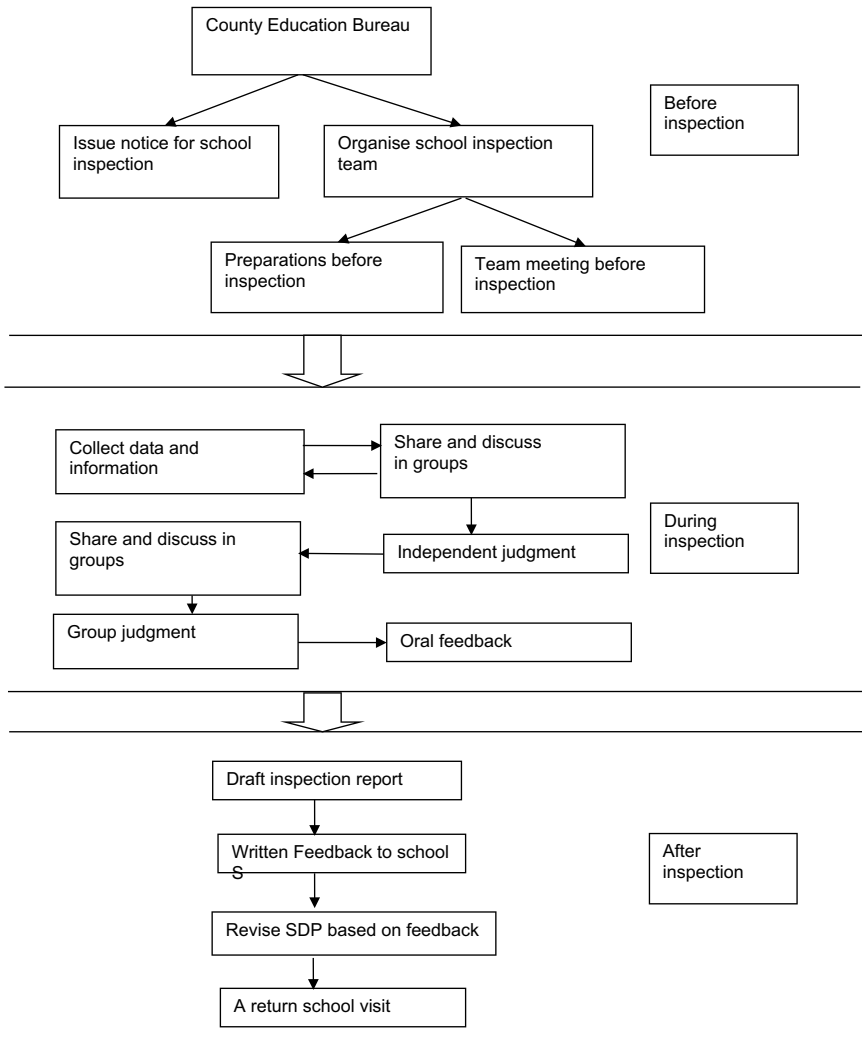 County Education Bureau
Before
inspection
Issue notice for school
inspection
Organise school inspection
team
Preparations before
inspection
Team meeting before
inspection
Collect data and
information
Share and discuss
in groups
During
inspection
Share and discuss in
groups
Independent judgment
Group judgment
Oral feedback
Draft inspection report
Written Feedback to school
S
After
inspection
Revise SDP based on feedback
A return school visit